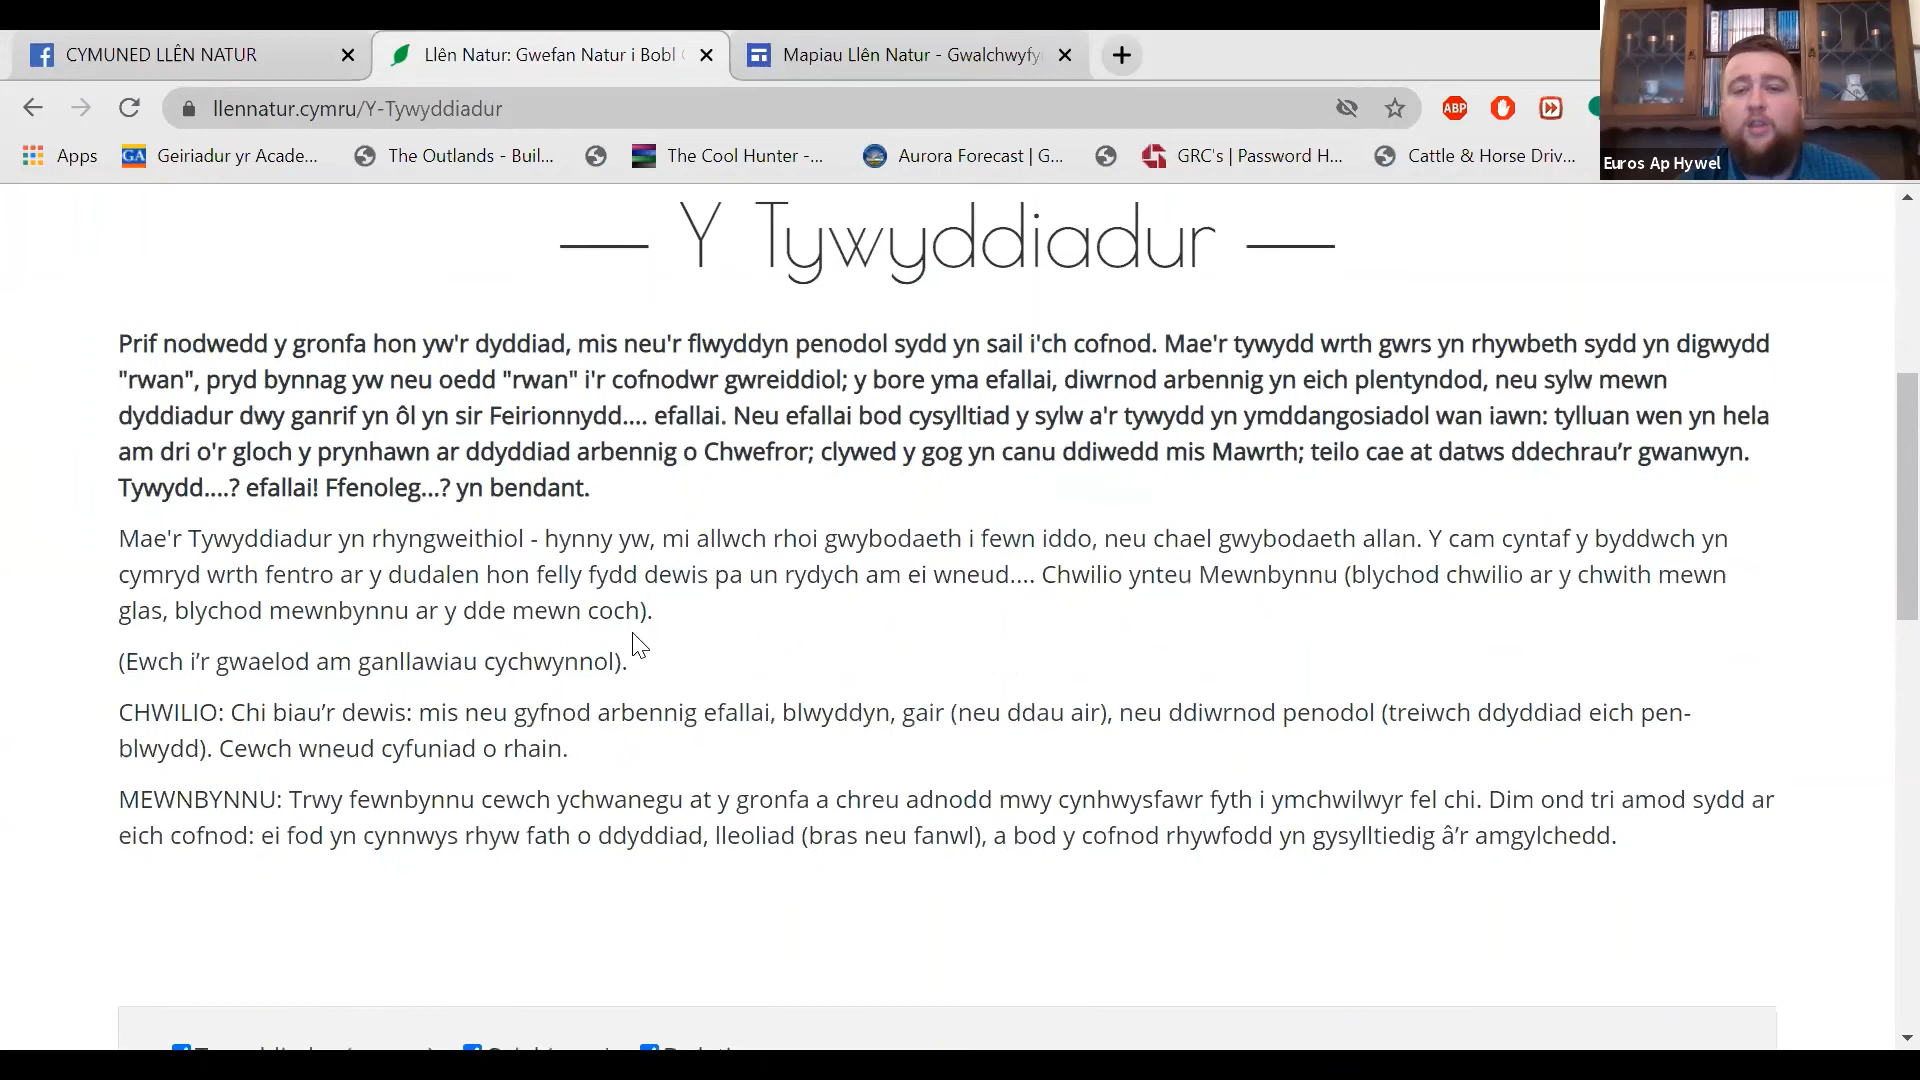 CYMUNED LLÊN NATUR
Llên Natur: Gwefan Natur i Bobl
Mapiau Llên Natur - Gwalchwyfy
llennatur.cymru/Y-Tywyddiadur
ABP
Apps
GA Geiriadur yr Acade...
The Outlands - Buil...
The Cool Hunter -...
Aurora Forecast | G...
GRC's | Password H...
Cattle & Horse Driv...
Euros Ap Hywel
Y Tywyddiadur
Prif nodwedd y gronfa hon yw'r dyddiad, mis neu'r flwyddyn penodol sydd yn sail i'ch cofnod. Mae'r tywydd wrth gwrs yn rhywbeth sydd yn digwydd
"rwan", pryd bynnag yw neu oedd "rwan" i'r cofnodwr gwreiddiol; y bore yma efallai, diwrnod arbennig yn eich plentyndod, neu sylw mewn
dyddiadur dwy ganrif yn ôl yn sir Feirionnydd.... efallai. Neu efallai bod cysylltiad y sylw a'r tywydd yn ymddangosiadol wan iawn: tylluan wen yn hela
am dri o'r gloch y prynhawn ar ddyddiad arbennig o Chwefror; clywed y gog yn canu ddiwedd mis Mawrth; teilo cae at datws ddechrau’r gwanwyn.
Tywydd....? efallai! Ffenoleg...? yn bendant.
Mae'r Tywyddiadur yn rhyngweithiol - hynny yw, mi allwch rhoi gwybodaeth i fewn iddo, neu chael gwybodaeth allan. Y cam cyntaf y byddwch yn
cymryd wrth fentro ar y dudalen hon felly fydd dewis pa un rydych am ei wneud.... Chwilio ynteu Mewnbynnu (blychod chwilio ar y chwith mewn
glas, blychod mewnbynnu ar y dde mewn coch).
(Ewch i’r gwaelod am ganllawiau cychwynnol).
CHWILIO: Chi biau’r dewis: mis neu gyfnod arbennig efallai, blwyddyn, gair (neu ddau air), neu ddiwrnod penodol (treiwch ddyddiad eich pen-
blwydd). Cewch wneud cyfuniad o rhain.
MEWNBYNNU: Trwy fewnbynnu cewch ychwanegu at y gronfa a chreu adnodd mwy cynhwysfawr fyth i ymchwilwyr fel chi. Dim ond tri amod sydd ar
eich cofnod: ei fod yn cynnwys rhyw fath o ddyddiad, lleoliad (bras neu fanwl), a bod y cofnod rhywfodd yn gysylltiedig â’r amgylchedd.